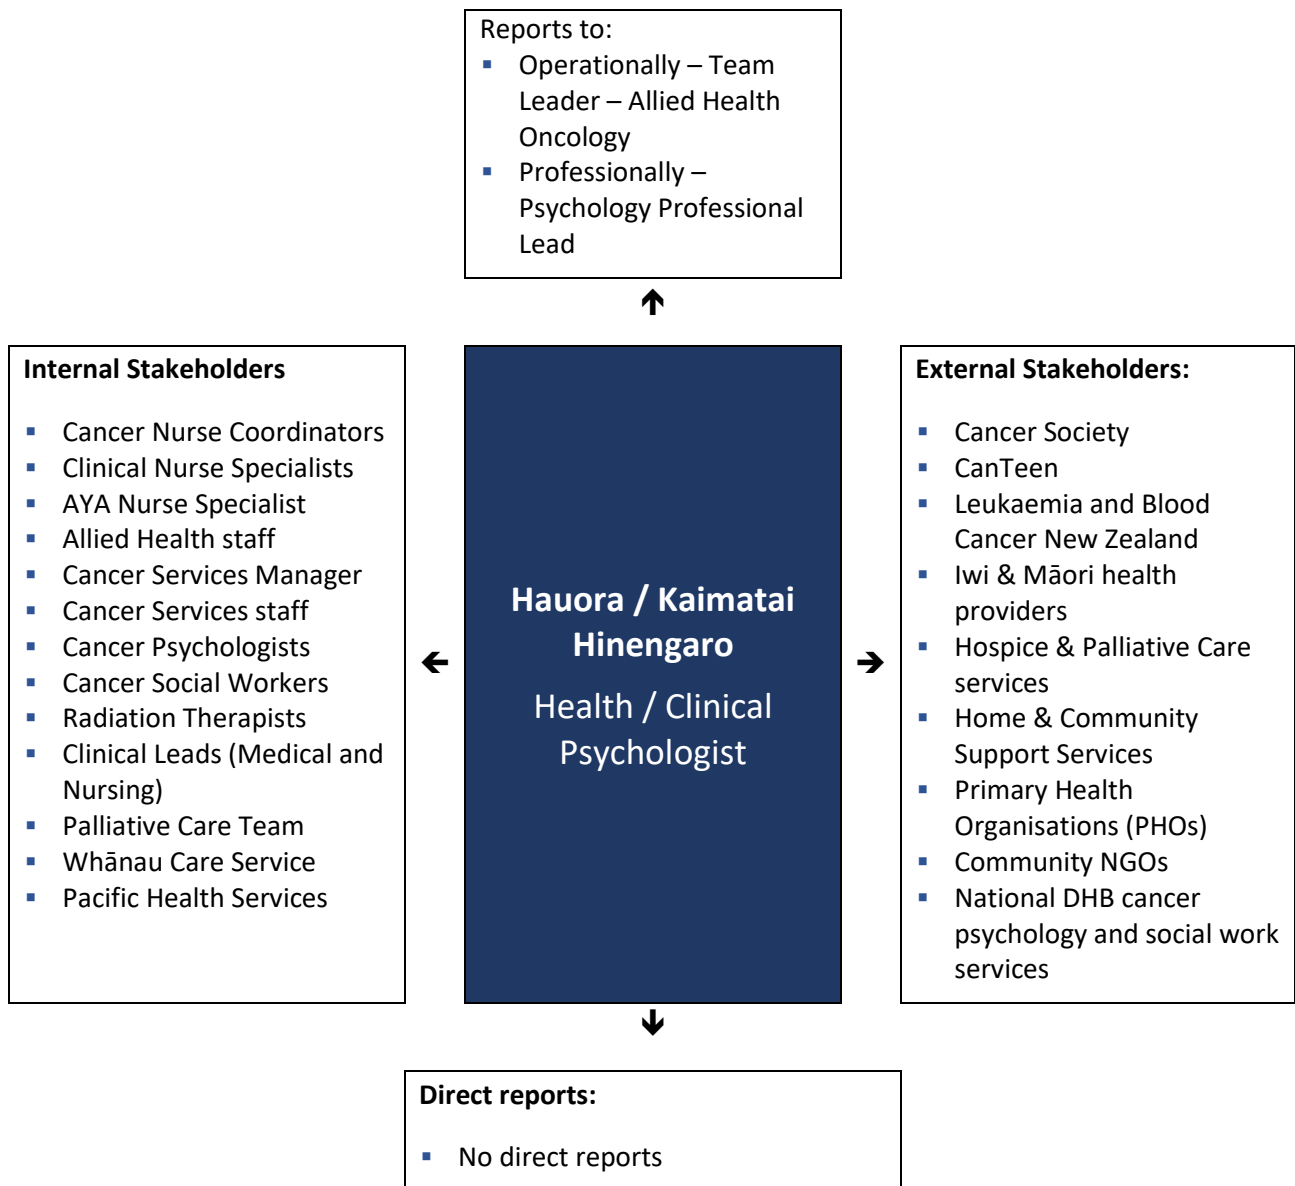 Reports to:
▪ Operationally – Team
Leader – Allied Health
Oncology
▪ Professionally –
Psychology Professional
Lead
🡱
Internal Stakeholders
▪ Cancer Nurse Coordinators
▪ Clinical Nurse Specialists
▪ AYA Nurse Specialist
▪ Allied Health staff
▪ Cancer Services Manager
▪ Cancer Services staff
▪ Cancer Psychologists
▪ Cancer Social Workers
▪ Radiation Therapists
▪ Clinical Leads (Medical and
Nursing)
▪ Palliative Care Team
▪ Whānau Care Service
▪ Pacific Health Services
🡰
Hauora / Kaimatai
Hinengaro
Health / Clinical
Psychologist
🡲
External Stakeholders:
▪ Cancer Society
▪ CanTeen
▪ Leukaemia and Blood
Cancer New Zealand
▪ Iwi & Māori health
providers
▪ Hospice & Palliative Care
services
▪ Home & Community
Support Services
▪ Primary Health
Organisations (PHOs)
▪ Community NGOs
▪ National DHB cancer
psychology and social work
services
🡳
Direct reports:
▪ No direct reports